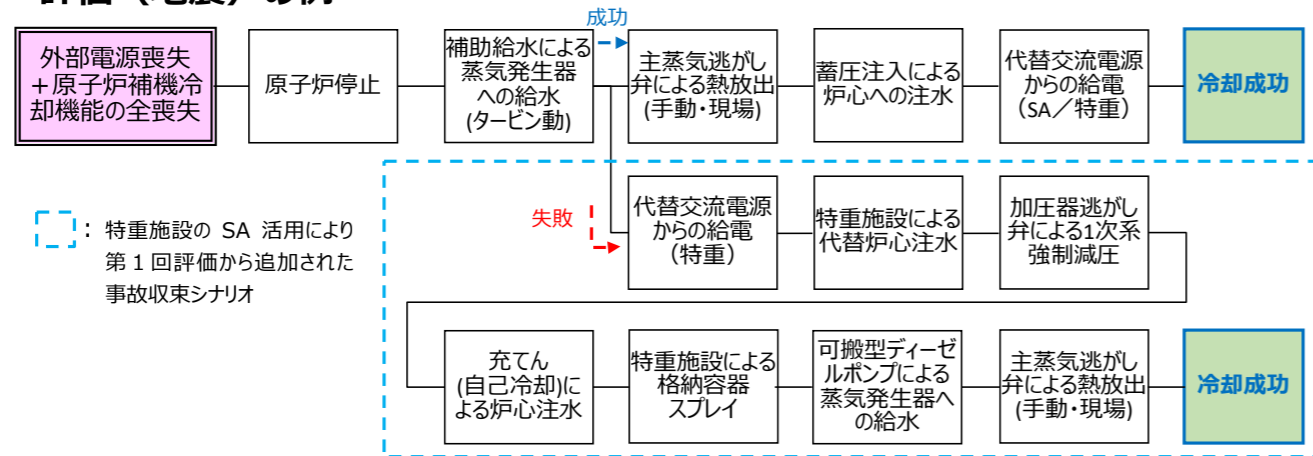 評価（地震）の例
外部電源喪失
＋原子炉補機冷
却機能の全喪失
原子炉停止
補助給水による
蒸気発生器
への給水
(タービン動)
成功
主蒸気逃がし
弁による熱放出
(手動・現場)
蓄圧注入による
炉心への注水
代替交流電源
からの給電
（SA／特重）
冷却成功
：特重施設の SA 活用により
第１回評価から追加された
事故収束シナリオ
失敗
代替交流電源
からの給電
（特重）
特重施設による
代替炉心注水
加圧器逃がし
弁による1次系
強制減圧
充てん
(自己冷却)に
よる炉心注水
特重施設による
格納容器
スプレイ
可搬型ディーゼ
ルポンプによる
蒸気発生器へ
の給水
主蒸気逃がし
弁による熱放出
(手動・現場)
冷却成功